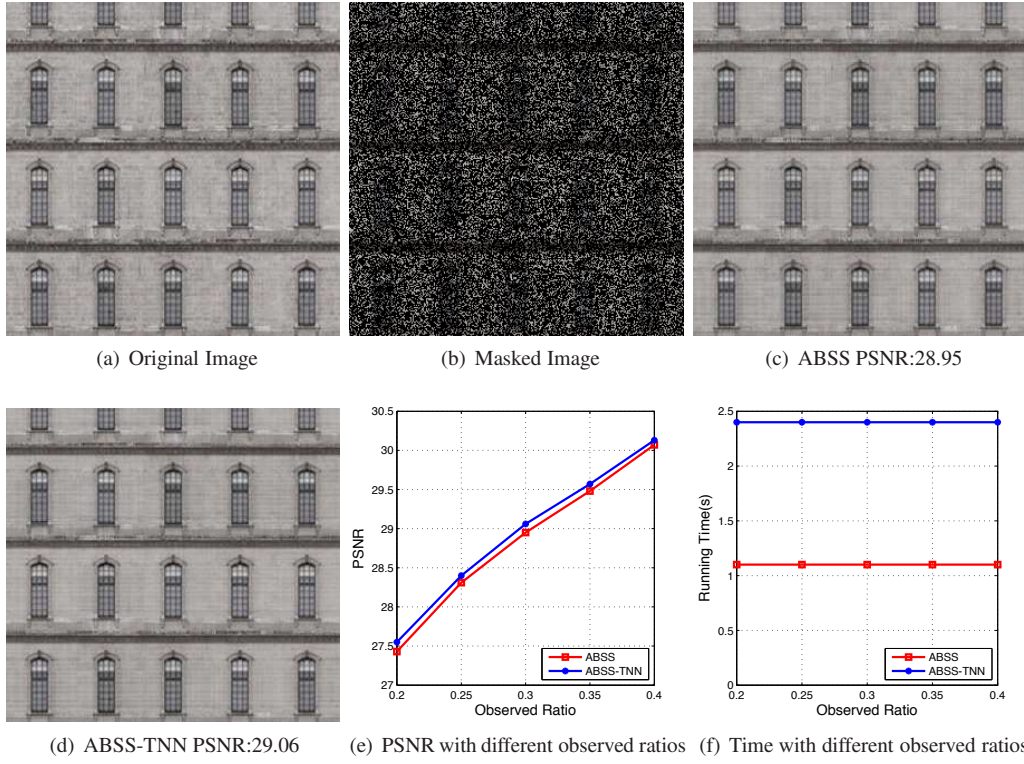 (a) Original Image
(b) Masked Image
(c) ABSS PSNR:28.95
(d) ABSS-TNN PSNR:29.06
30.5
30
29.5
29
28.5
28
27.5
27
PSNR
0.2 0.25 0.3 0.35 0.4
Observed Ratio
ABSS
ABSS-TNN
(e) PSNR with different observed ratios
2.5
2
1.5
1
0.5
0
Running Time(s)
0.2 0.25 0.3 0.35 0.4
Observed Ratio
ABSS
ABSS-TNN
(f) Time with different observed ratios